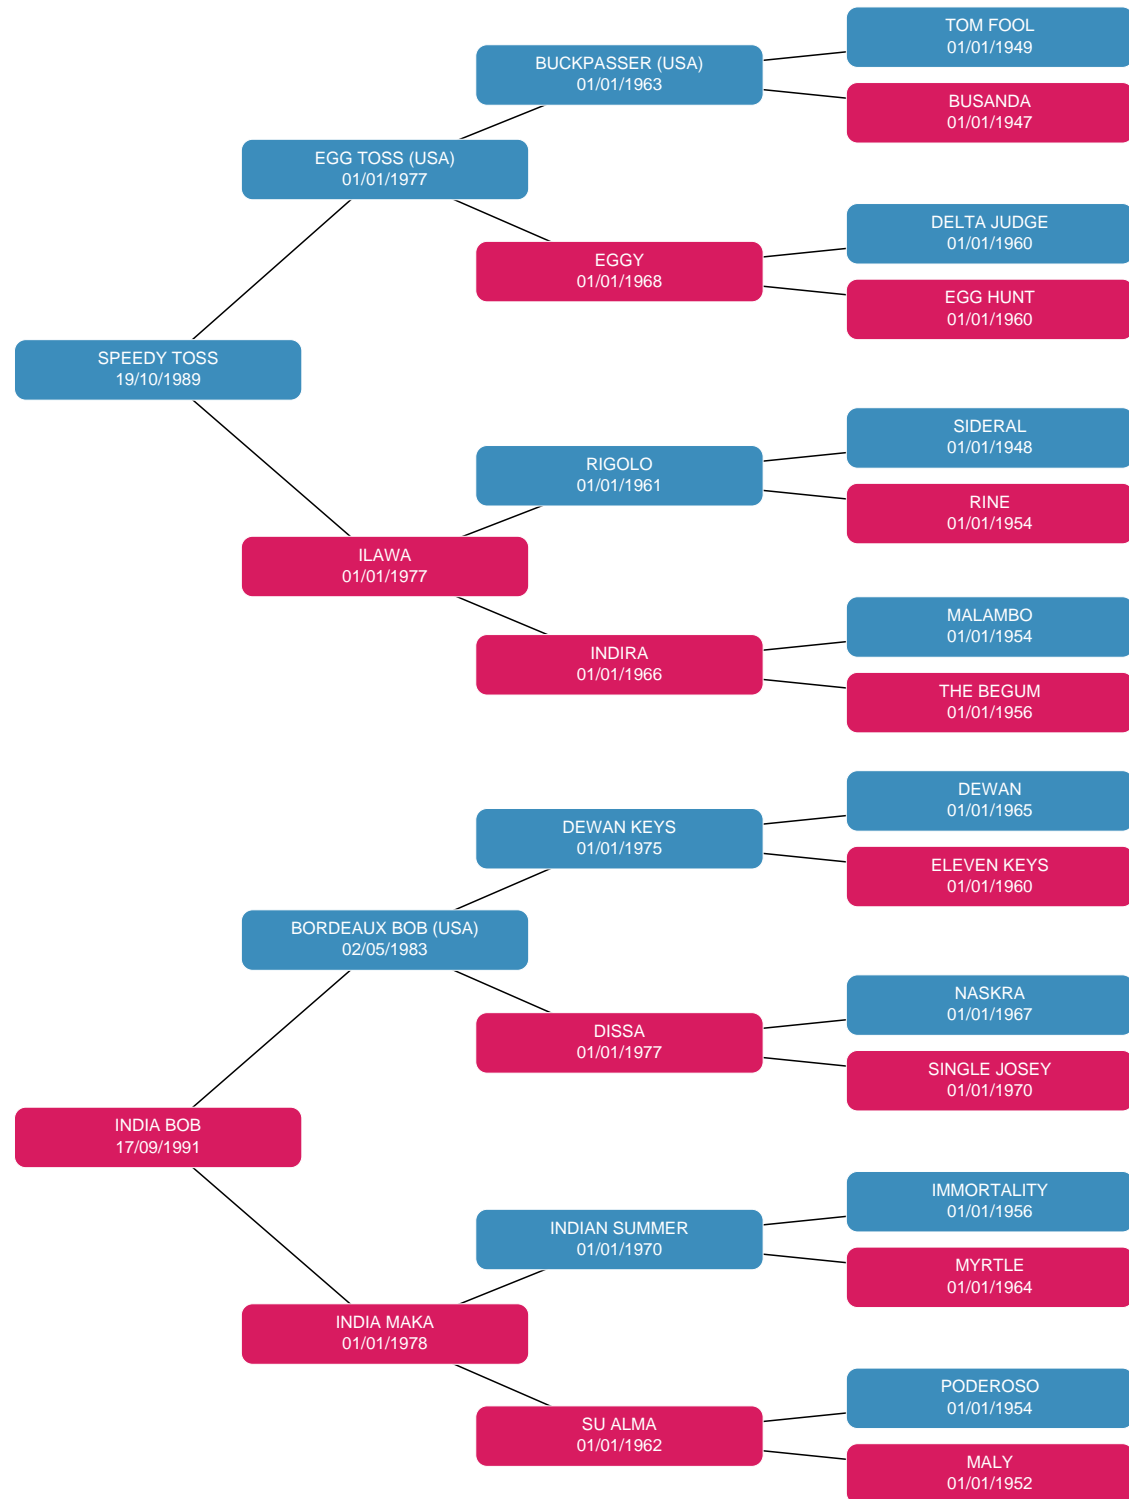 TOM FOOL
01/01/1949
BUCKPASSER (USA)
01/01/1963
BUSANDA
01/01/1947
EGG TOSS (USA)
01/01/1977
DELTA JUDGE
01/01/1960
EGGY
01/01/1968
EGG HUNT
01/01/1960
SPEEDY TOSS
19/10/1989
SIDERAL
01/01/1948
RIGOLO
01/01/1961
RINE
01/01/1954
ILAWA
01/01/1977
MALAMBO
01/01/1954
INDIRA
01/01/1966
THE BEGUM
01/01/1956
DEWAN
01/01/1965
DEWAN KEYS
01/01/1975
ELEVEN KEYS
01/01/1960
BORDEAUX BOB (USA)
02/05/1983
NASKRA
01/01/1967
DISSA
01/01/1977
SINGLE JOSEY
01/01/1970
INDIA BOB
17/09/1991
IMMORTALITY
01/01/1956
INDIAN SUMMER
01/01/1970
MYRTLE
01/01/1964
INDIA MAKA
01/01/1978
PODEROSO
01/01/1954
SU ALMA
01/01/1962
MALY
01/01/1952